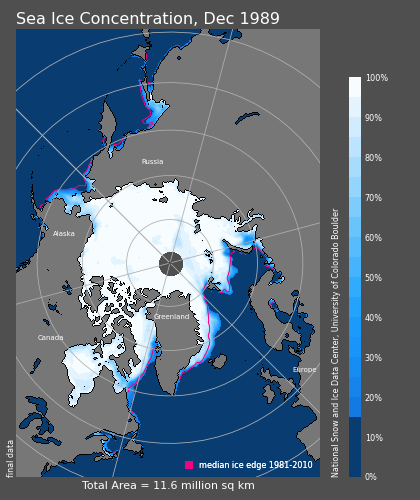 Sea Ice Concentration, Dec 1989
Russia
Alaska
Greenland
Canada
Europe
median ice edge 1981-2010
Total Area = 11.6 million sq km
final data
National Snow and Ice Data Center, University of Colorado Boulder
100%
90%
80%
70%
60%
50%
40%
30%
20%
10%
0%